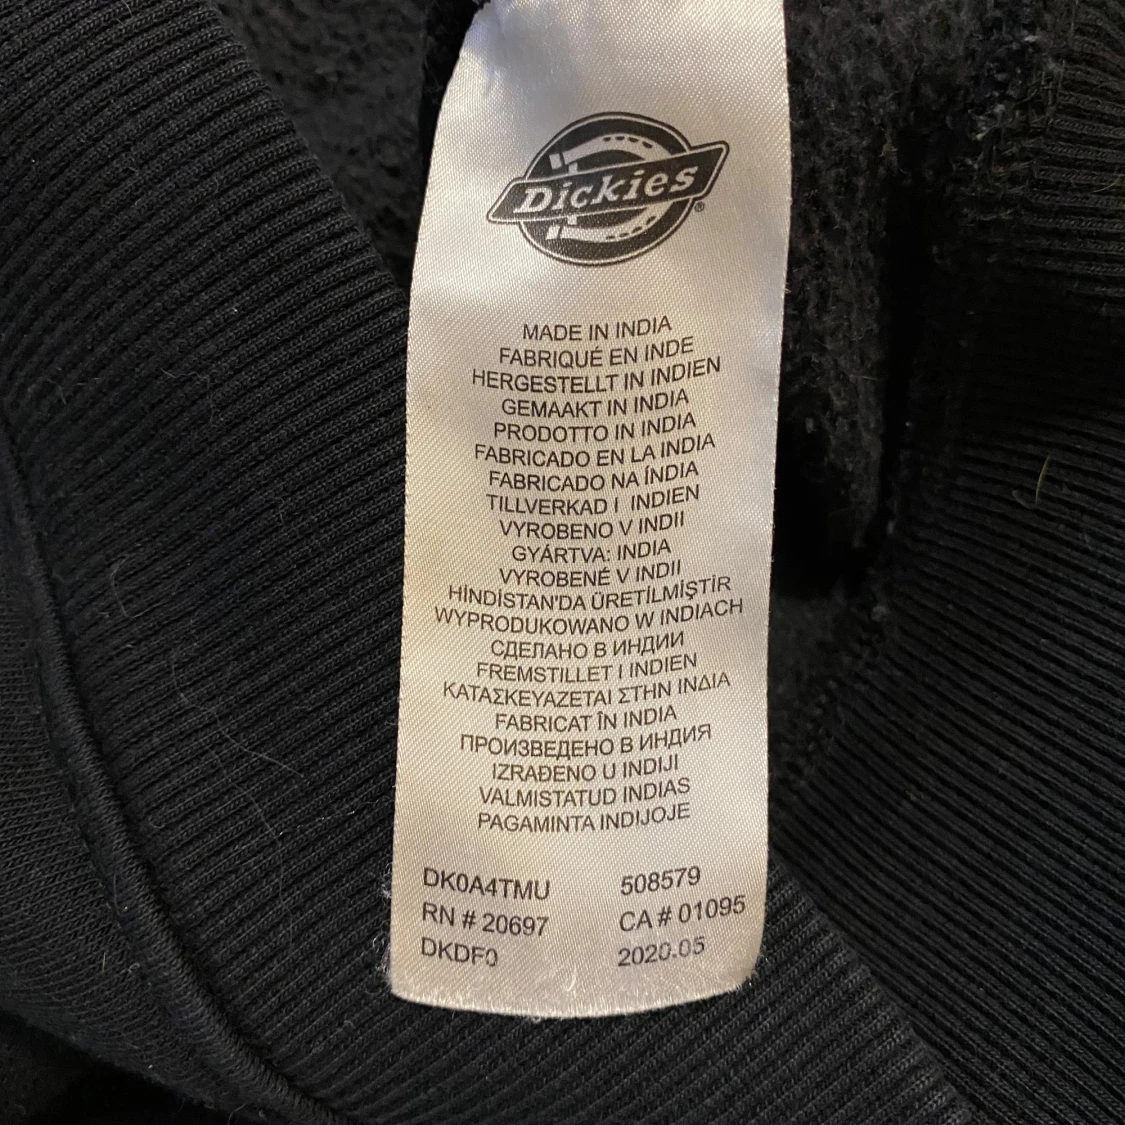 Dickies®
MADE IN INDIA
FABRIQUÉ EN INDE
HERGESTELLT IN INDIEN
GEMAAKT IN INDIA
PRODOTTO IN INDIA
FABRICADO EN LA INDIA
FABRICADO NA ÍNDIA
TILLVERKAD I INDIEN
VYROBENO V INDII
GYÁRTVA: INDIA
VYROBENÉ V INDII
HİNDİSTAN'DA ÜRETİLMİŞTİR
WYPRODUKOWANO W INDIACH
СДЕЛАНО В ИНДИИ
FREMSTILLET I INDIEN
ΚΑΤΑΣΚΕΥΑΖΕΤΑΙ ΣΤΗΝ ΙΝΔΙΑ
FABRICAT ÎN INDIA
ПРОИЗВЕДЕНО В ИНДИЯ
IZRAĐENO U INDIJI
VALMISTATUD INDIAS
PAGAMINTA INDIJOJE
DK0A4TMU 508579
RN # 20697 CA # 01095
DKDF0 2020.05